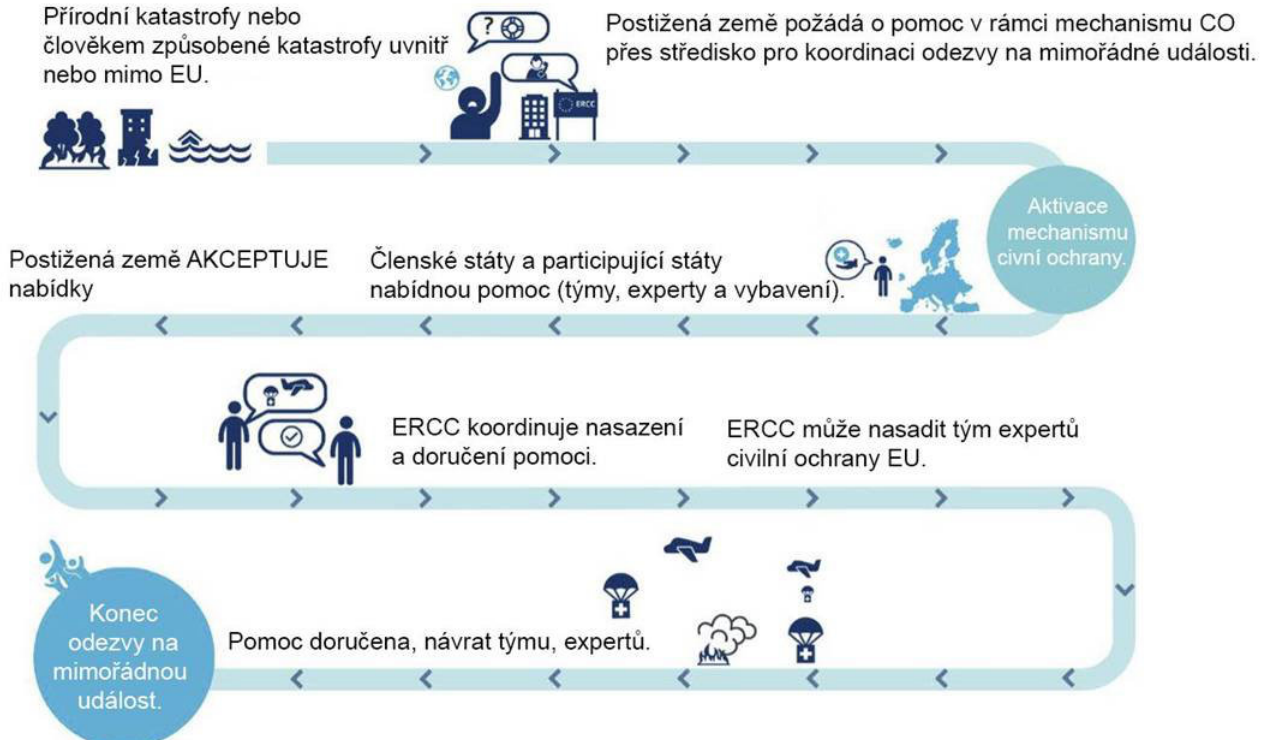 Přírodní katastrofy nebo
člověkem způsobené katastrofy uvnitř
nebo mimo EU.
?
ERCC
Postižená země požádá o pomoc v rámci mechanismu CO
přes středisko pro koordinaci odezvy na mimořádné události.
Aktivace
mechanismu
civní ochrany.
Členské státy a participující státy
nabídnou pomoc (týmy, experty a vybavení).
Postižená země AKCEPTUJE
nabídky
ERCC koordinuje nasazení
a doručení pomoci.
ERCC může nasadit tým expertů
civilní ochrany EU.
Pomoc doručena, návrat týmu, expertů.
Konec
odezvy na
mimořádnou
událost.